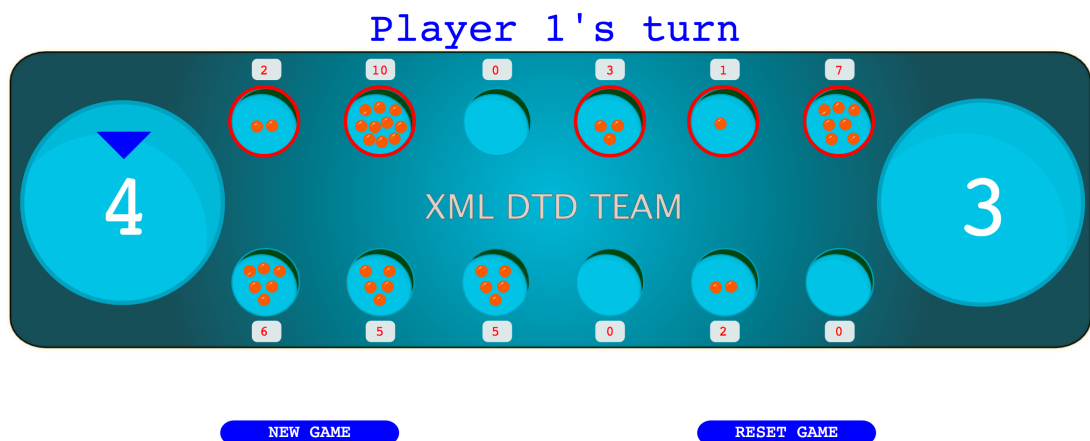 Player 1's turn
2 10 0 3 1 7
4 XML DTD TEAM 3
6 5 5 0 2 0
NEW GAME RESET GAME